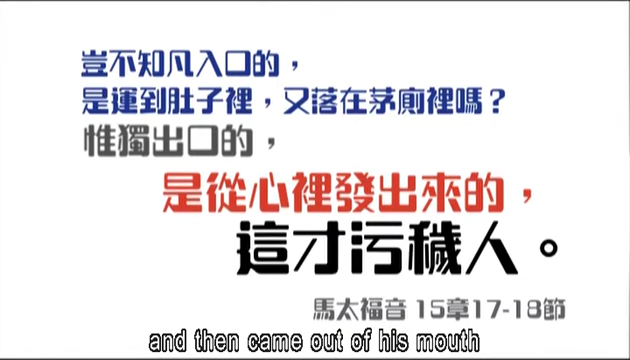 豈不知凡入口的，
是運到肚子裡，又落在茅廁裡嗎？
惟獨出口的，
是從心裡發出來的，
這才污穢人。
馬太福音 15章17-18節
and then came out of his mouth